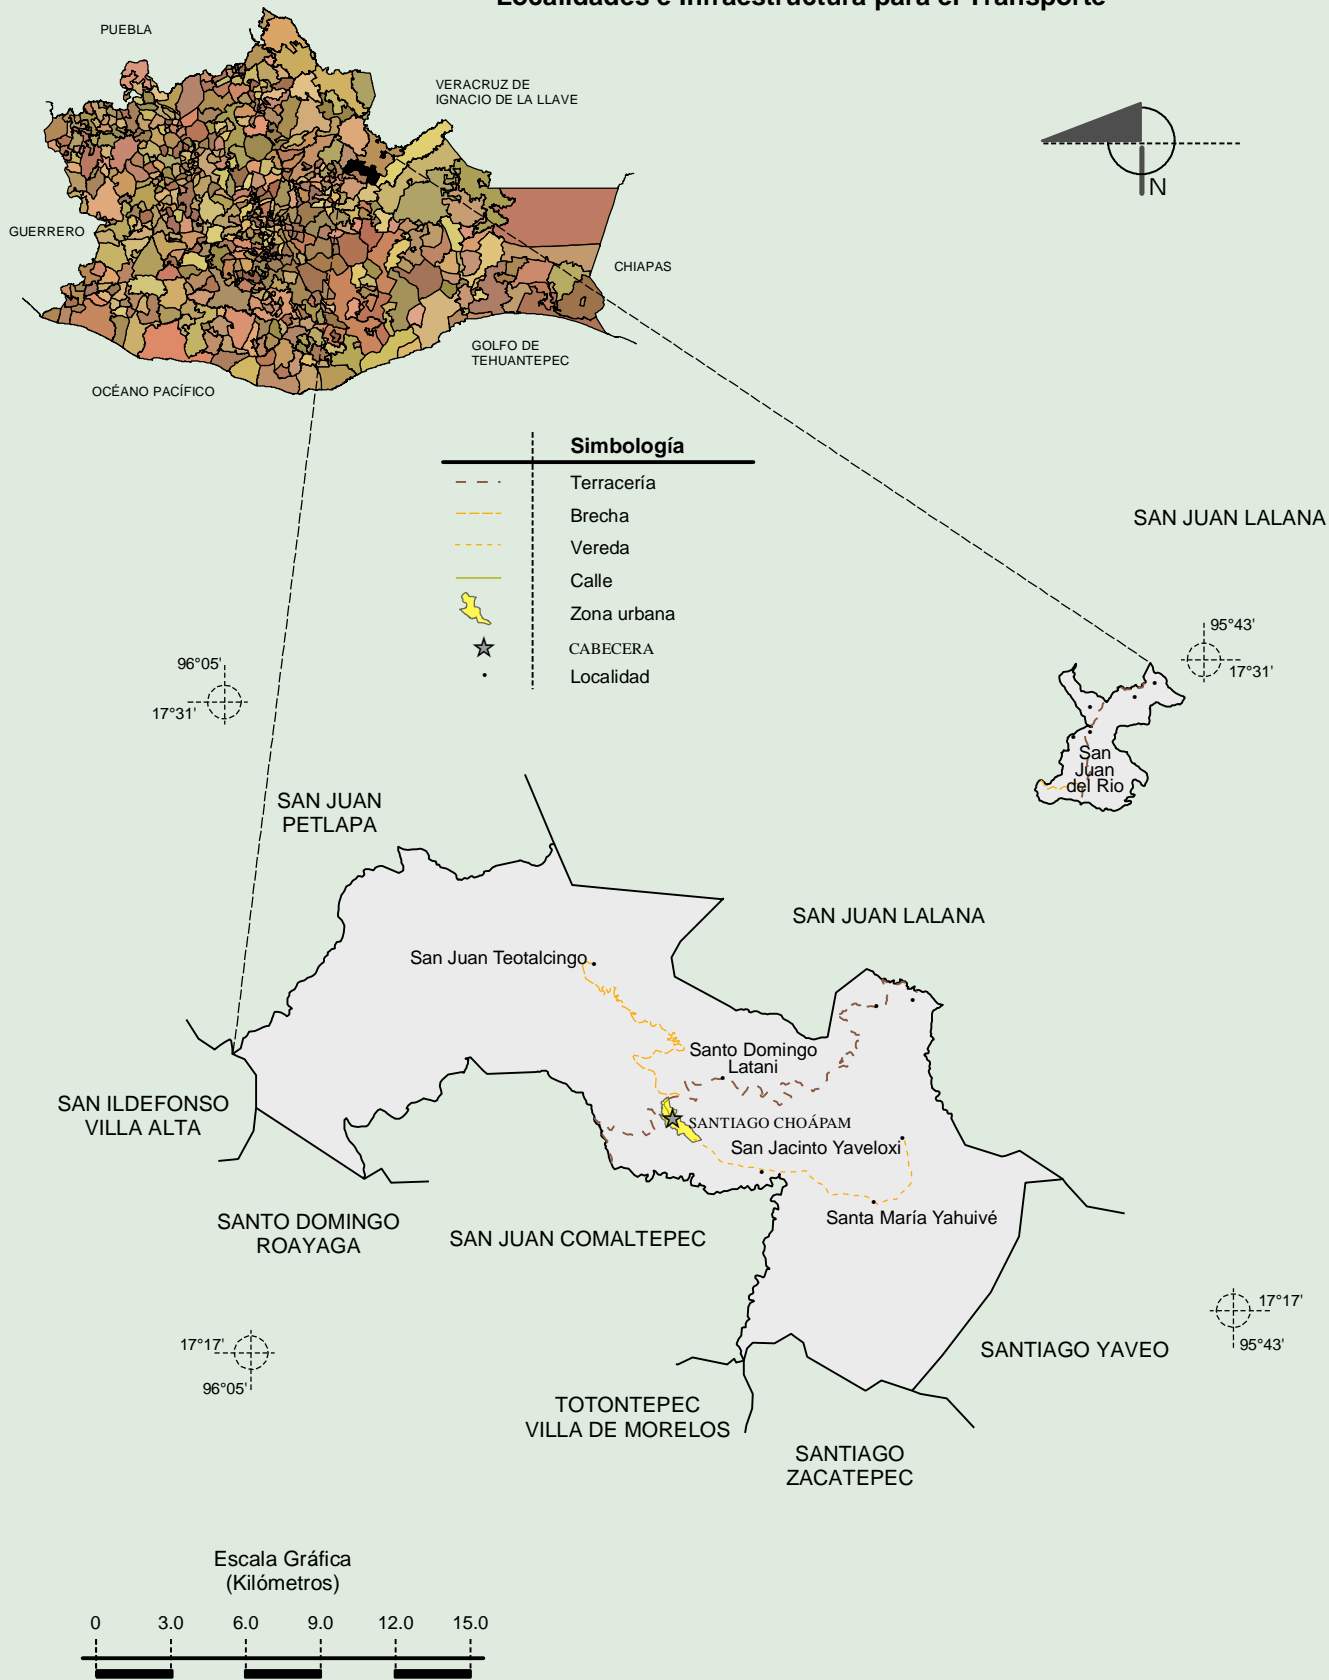 Localidades e Infraestructura para el Transporte
PUEBLA
VERACRUZ DE
IGNACIO DE LA LLAVE
N
GUERRERO
CHIAPAS
GOLFO DE
TEHUANTEPEC
OCÉANO PACÍFICO
Simbología
Terracería
Brecha
Vereda
Calle
Zona urbana
CABECERA
Localidad
SAN JUAN LALANA
95°43'
17°31'
96°05'
17°31'
San
Juan
del Rio
SAN JUAN
PETLAPA
SAN JUAN LALANA
San Juan Teotalcingo
Santo Domingo
Latani
SAN ILDEFONSO
VILLA ALTA
SANTIAGO CHOÁPAM
San Jacinto Yaveloxi
Santa María Yahuivé
SANTO DOMINGO
ROAYAGA
SAN JUAN COMALTEPEC
17°17'
95°43'
17°17'
96°05'
SANTIAGO YAVEO
TOTONTEPEC
VILLA DE MORELOS
SANTIAGO
ZACATEPEC
Escala Gráfica
(Kilómetros)
0 3.0 6.0 9.0 12.0 15.0